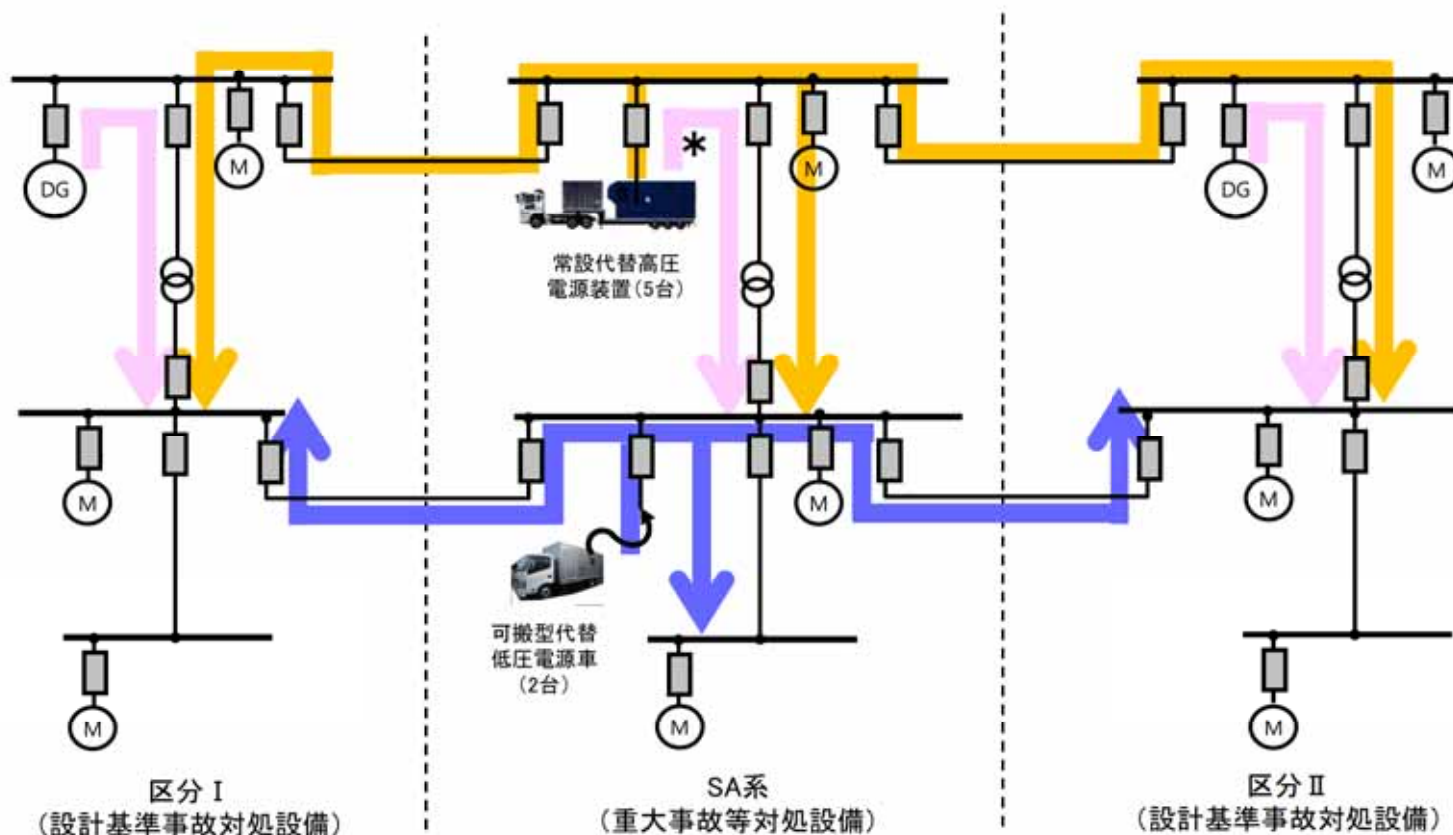 M
DG
*
M
DG
M
M
常設代替高圧
電源装置(5台)
M
M
M
可搬型代替
低圧電源車
(2台)
M
M
M
区分Ⅰ
(設計基準事故対処設備)
SA系
(重大事故等対処設備)
区分Ⅱ
(設計基準事故対処設備)